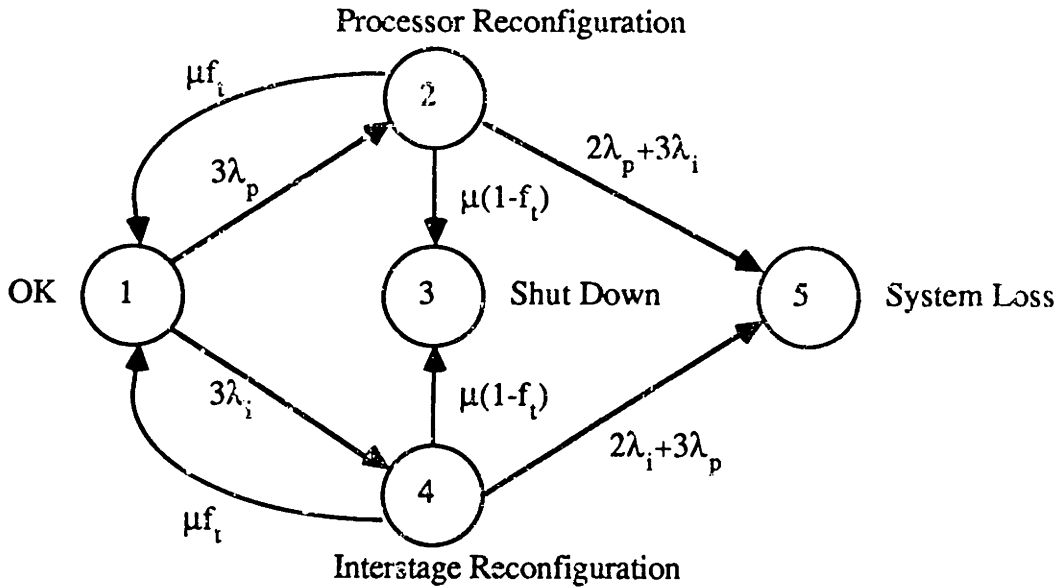 Processor Reconfiguration
μf_t
2
2λ_p+3λ_i
3λ_p
μ(1-f_t)
OK
1
3
Shut Down
5
System Loss
3λ_i
μ(1-f_t)
2λ_i+3λ_p
4
μf_t
Interstage Reconfiguration